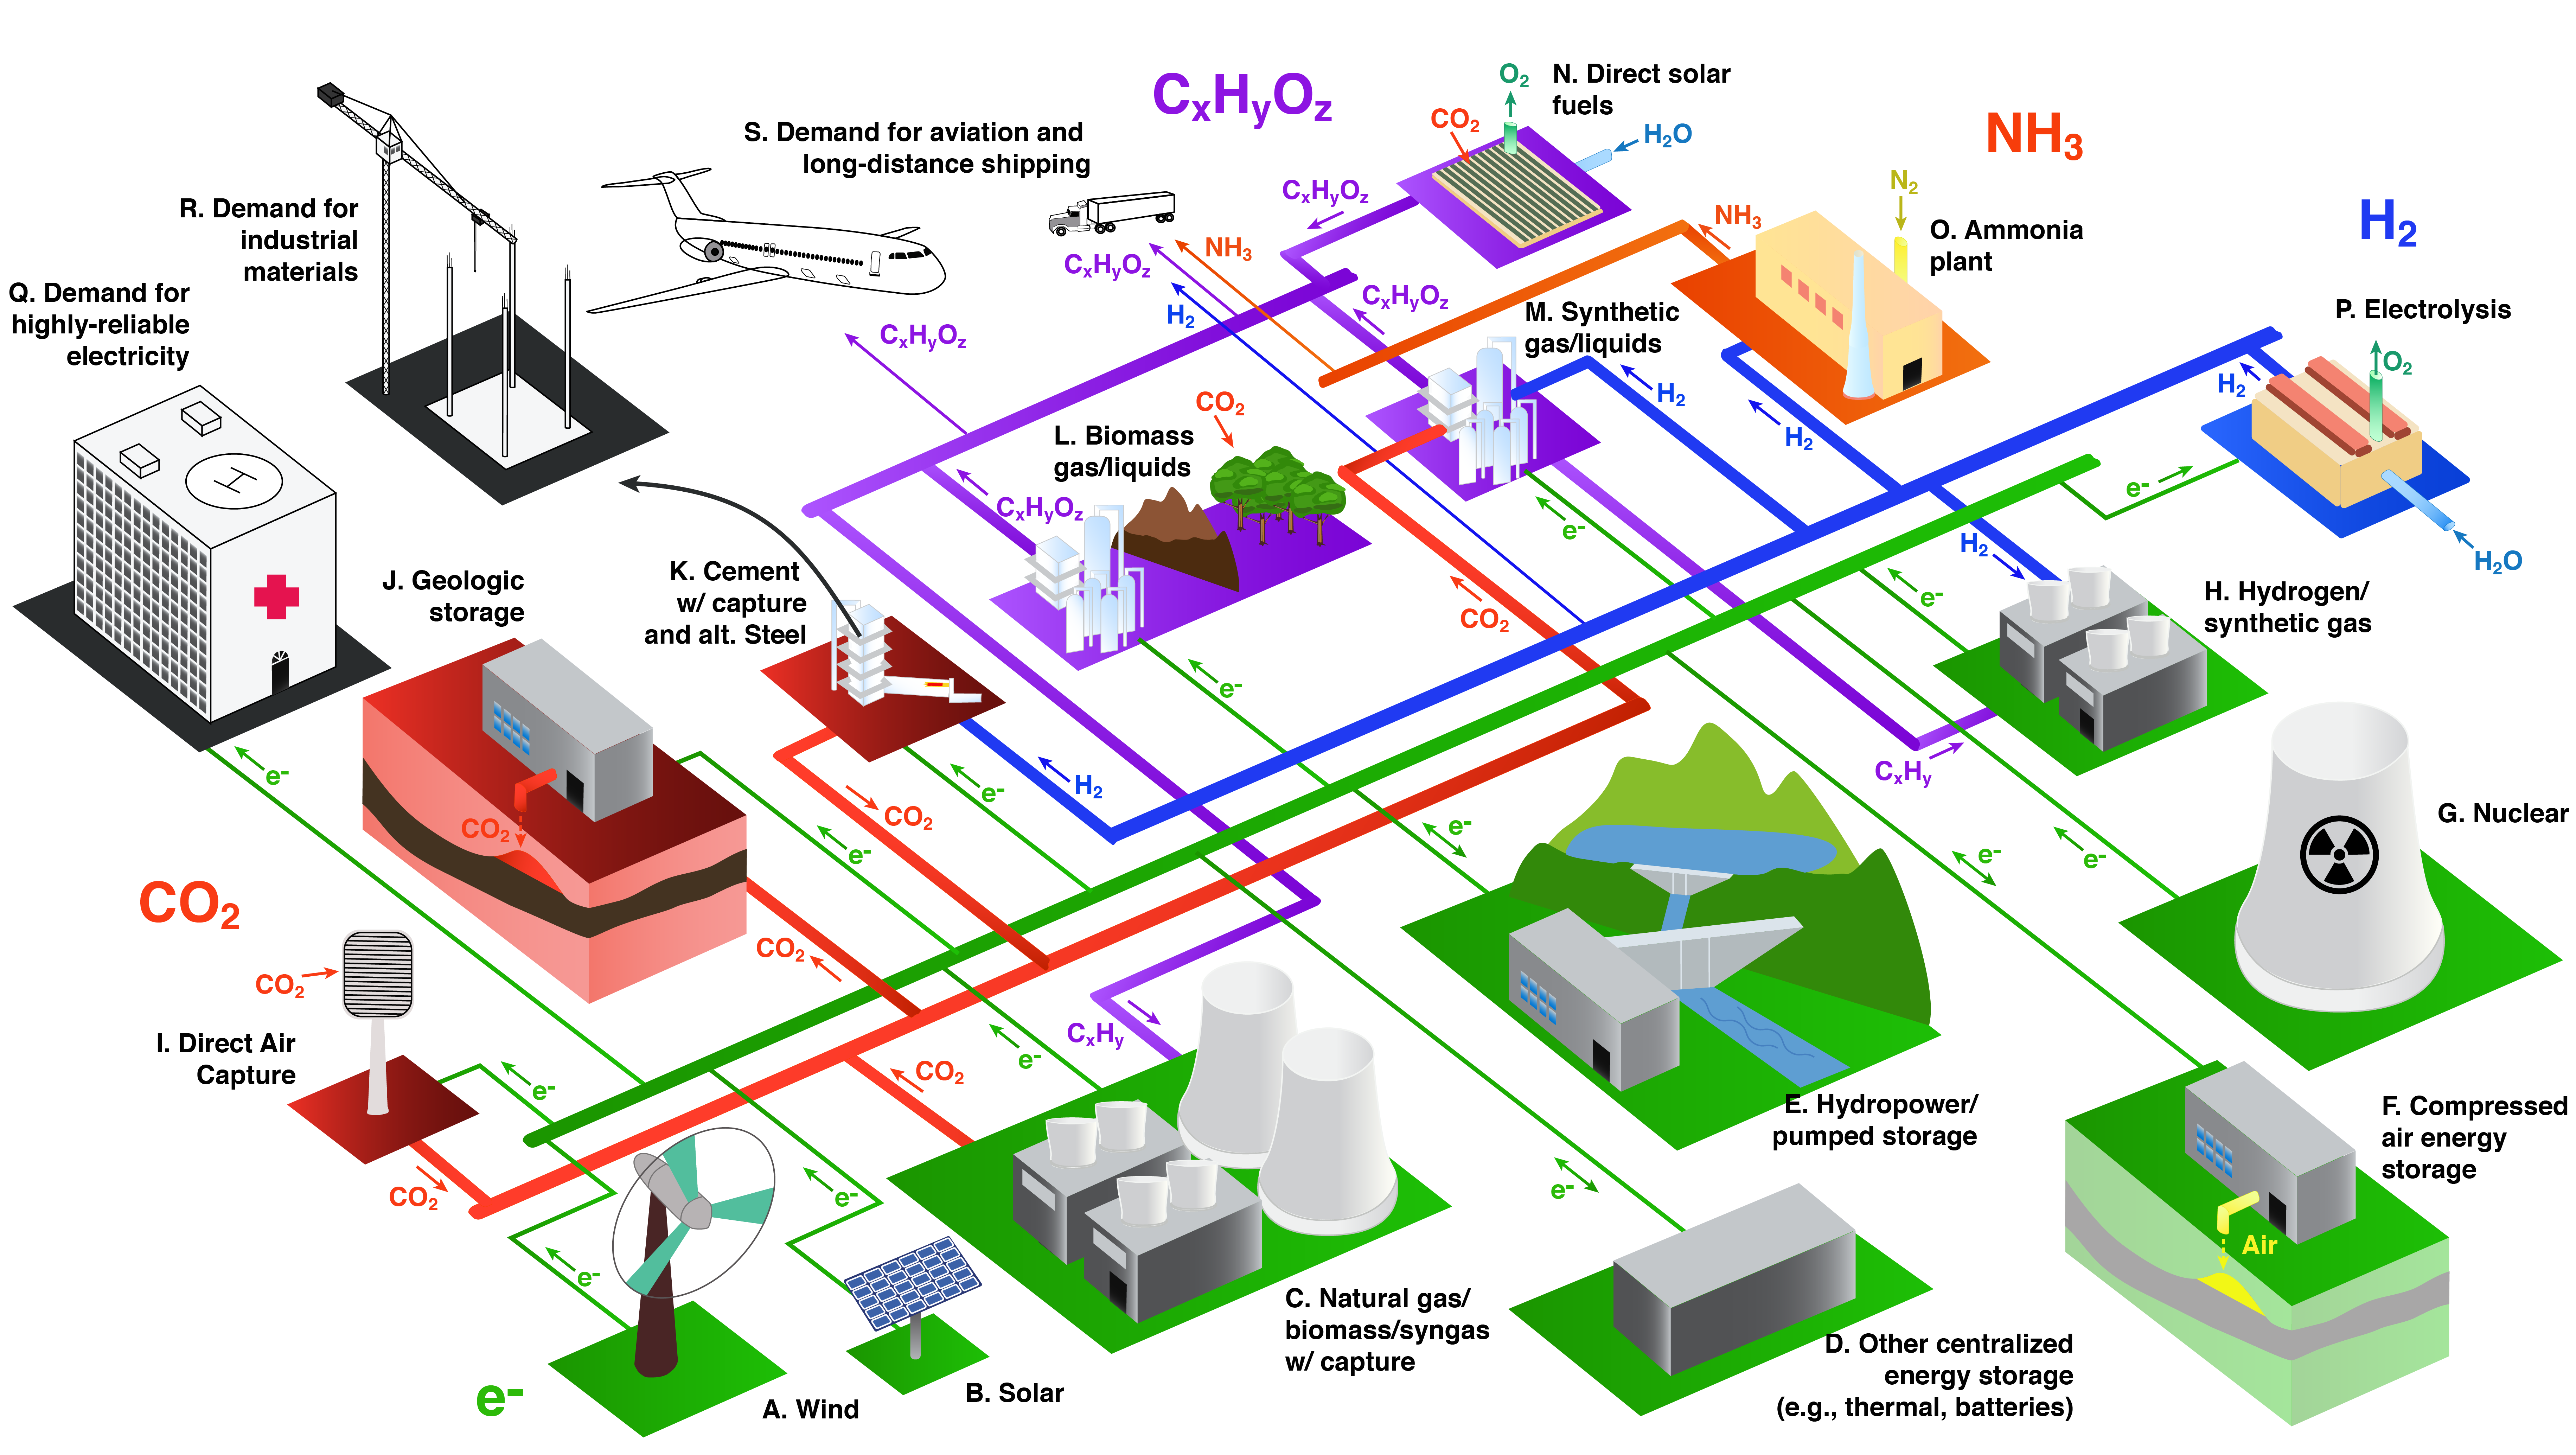 CxHyOz
NH₃
H₂
CO₂
e-
N. Direct solar
fuels
O₂
CO₂
H₂O
CxHyOz
S. Demand for aviation and
long-distance shipping
CxHyOz
NH₃
H₂
CxHyOz
NH₃
N₂
O. Ammonia
plant
R. Demand for
industrial
materials
Q. Demand for
highly-reliable
electricity
CxHyOz
M. Synthetic
gas/liquids
H₂
H₂
e-
CO₂
P. Electrolysis
O₂
H₂
e-
H₂O
L. Biomass
gas/liquids
CO₂
CxHyOz
e-
H₂
H. Hydrogen/
synthetic gas
e-
CxHy
J. Geologic
storage
CO₂
e-
CO₂
K. Cement
w/ capture
and alt. Steel
CO₂
e-
H₂
e-
G. Nuclear
e-
I. Direct Air
Capture
CO₂
e-
CO₂
E. Hydropower/
pumped storage
e-
F. Compressed
air energy
storage
e-
Air
C. Natural gas/
biomass/syngas
w/ capture
CxHy
e-
CO₂
D. Other centralized
energy storage
(e.g., thermal, batteries)
e-
A. Wind
e-
B. Solar
e-